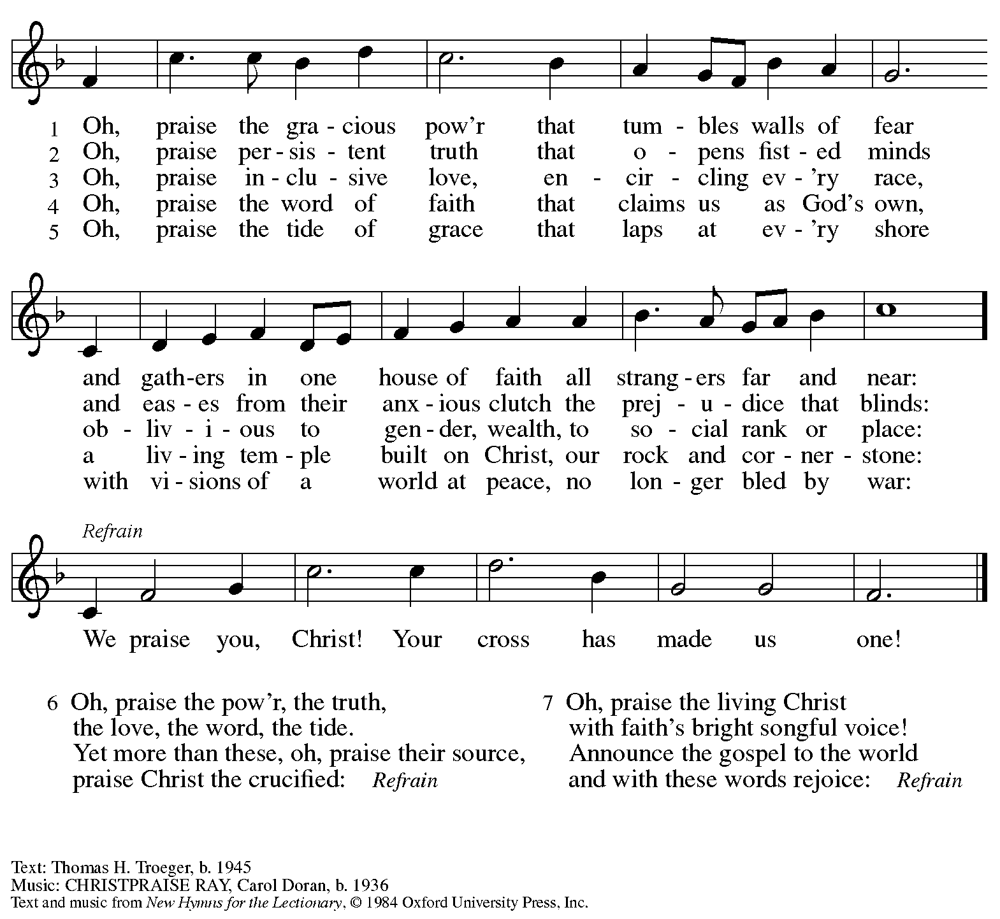 1 Oh, praise the gra - cious pow'r that tum - bles walls of fear
2 Oh, praise per - sis - tent truth that o - pens fist - ed minds
3 Oh, praise in - clu - sive love, en - cir - cling ev - 'ry race,
4 Oh, praise the word of faith that claims us as God's own,
5 Oh, praise the tide of grace that laps at ev - 'ry shore
and gath-ers in one house of faith all strang - ers far and near:
and eas - es from their anx - ious clutch the prej - u - dice that blinds:
ob - liv - i - ous to gen - der, wealth, to so - cial rank or place:
a liv - ing tem - ple built on Christ, our rock and cor - ner - stone:
with vi - sions of a world at peace, no lon - ger bled by war:
Refrain
We praise you, Christ! Your cross has made us one!
6 Oh, praise the pow'r, the truth,
the love, the word, the tide.
Yet more than these, oh, praise their source,
praise Christ the crucified: Refrain
7 Oh, praise the living Christ
with faith's bright songful voice!
Announce the gospel to the world
and with these words rejoice: Refrain
Text: Thomas H. Troeger, b. 1945
Music: CHRISTPRAISE RAY, Carol Doran, b. 1936
Text and music from New Hymns for the Lectionary, © 1984 Oxford University Press, Inc.